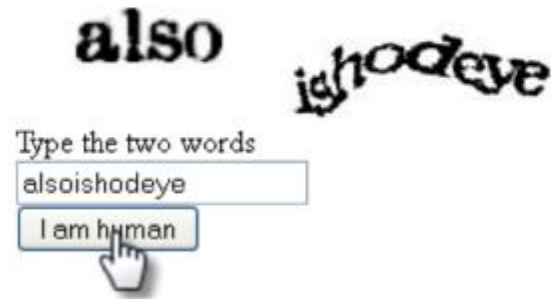 also ishodeye
Type the two words
alsoishodeye
I am human